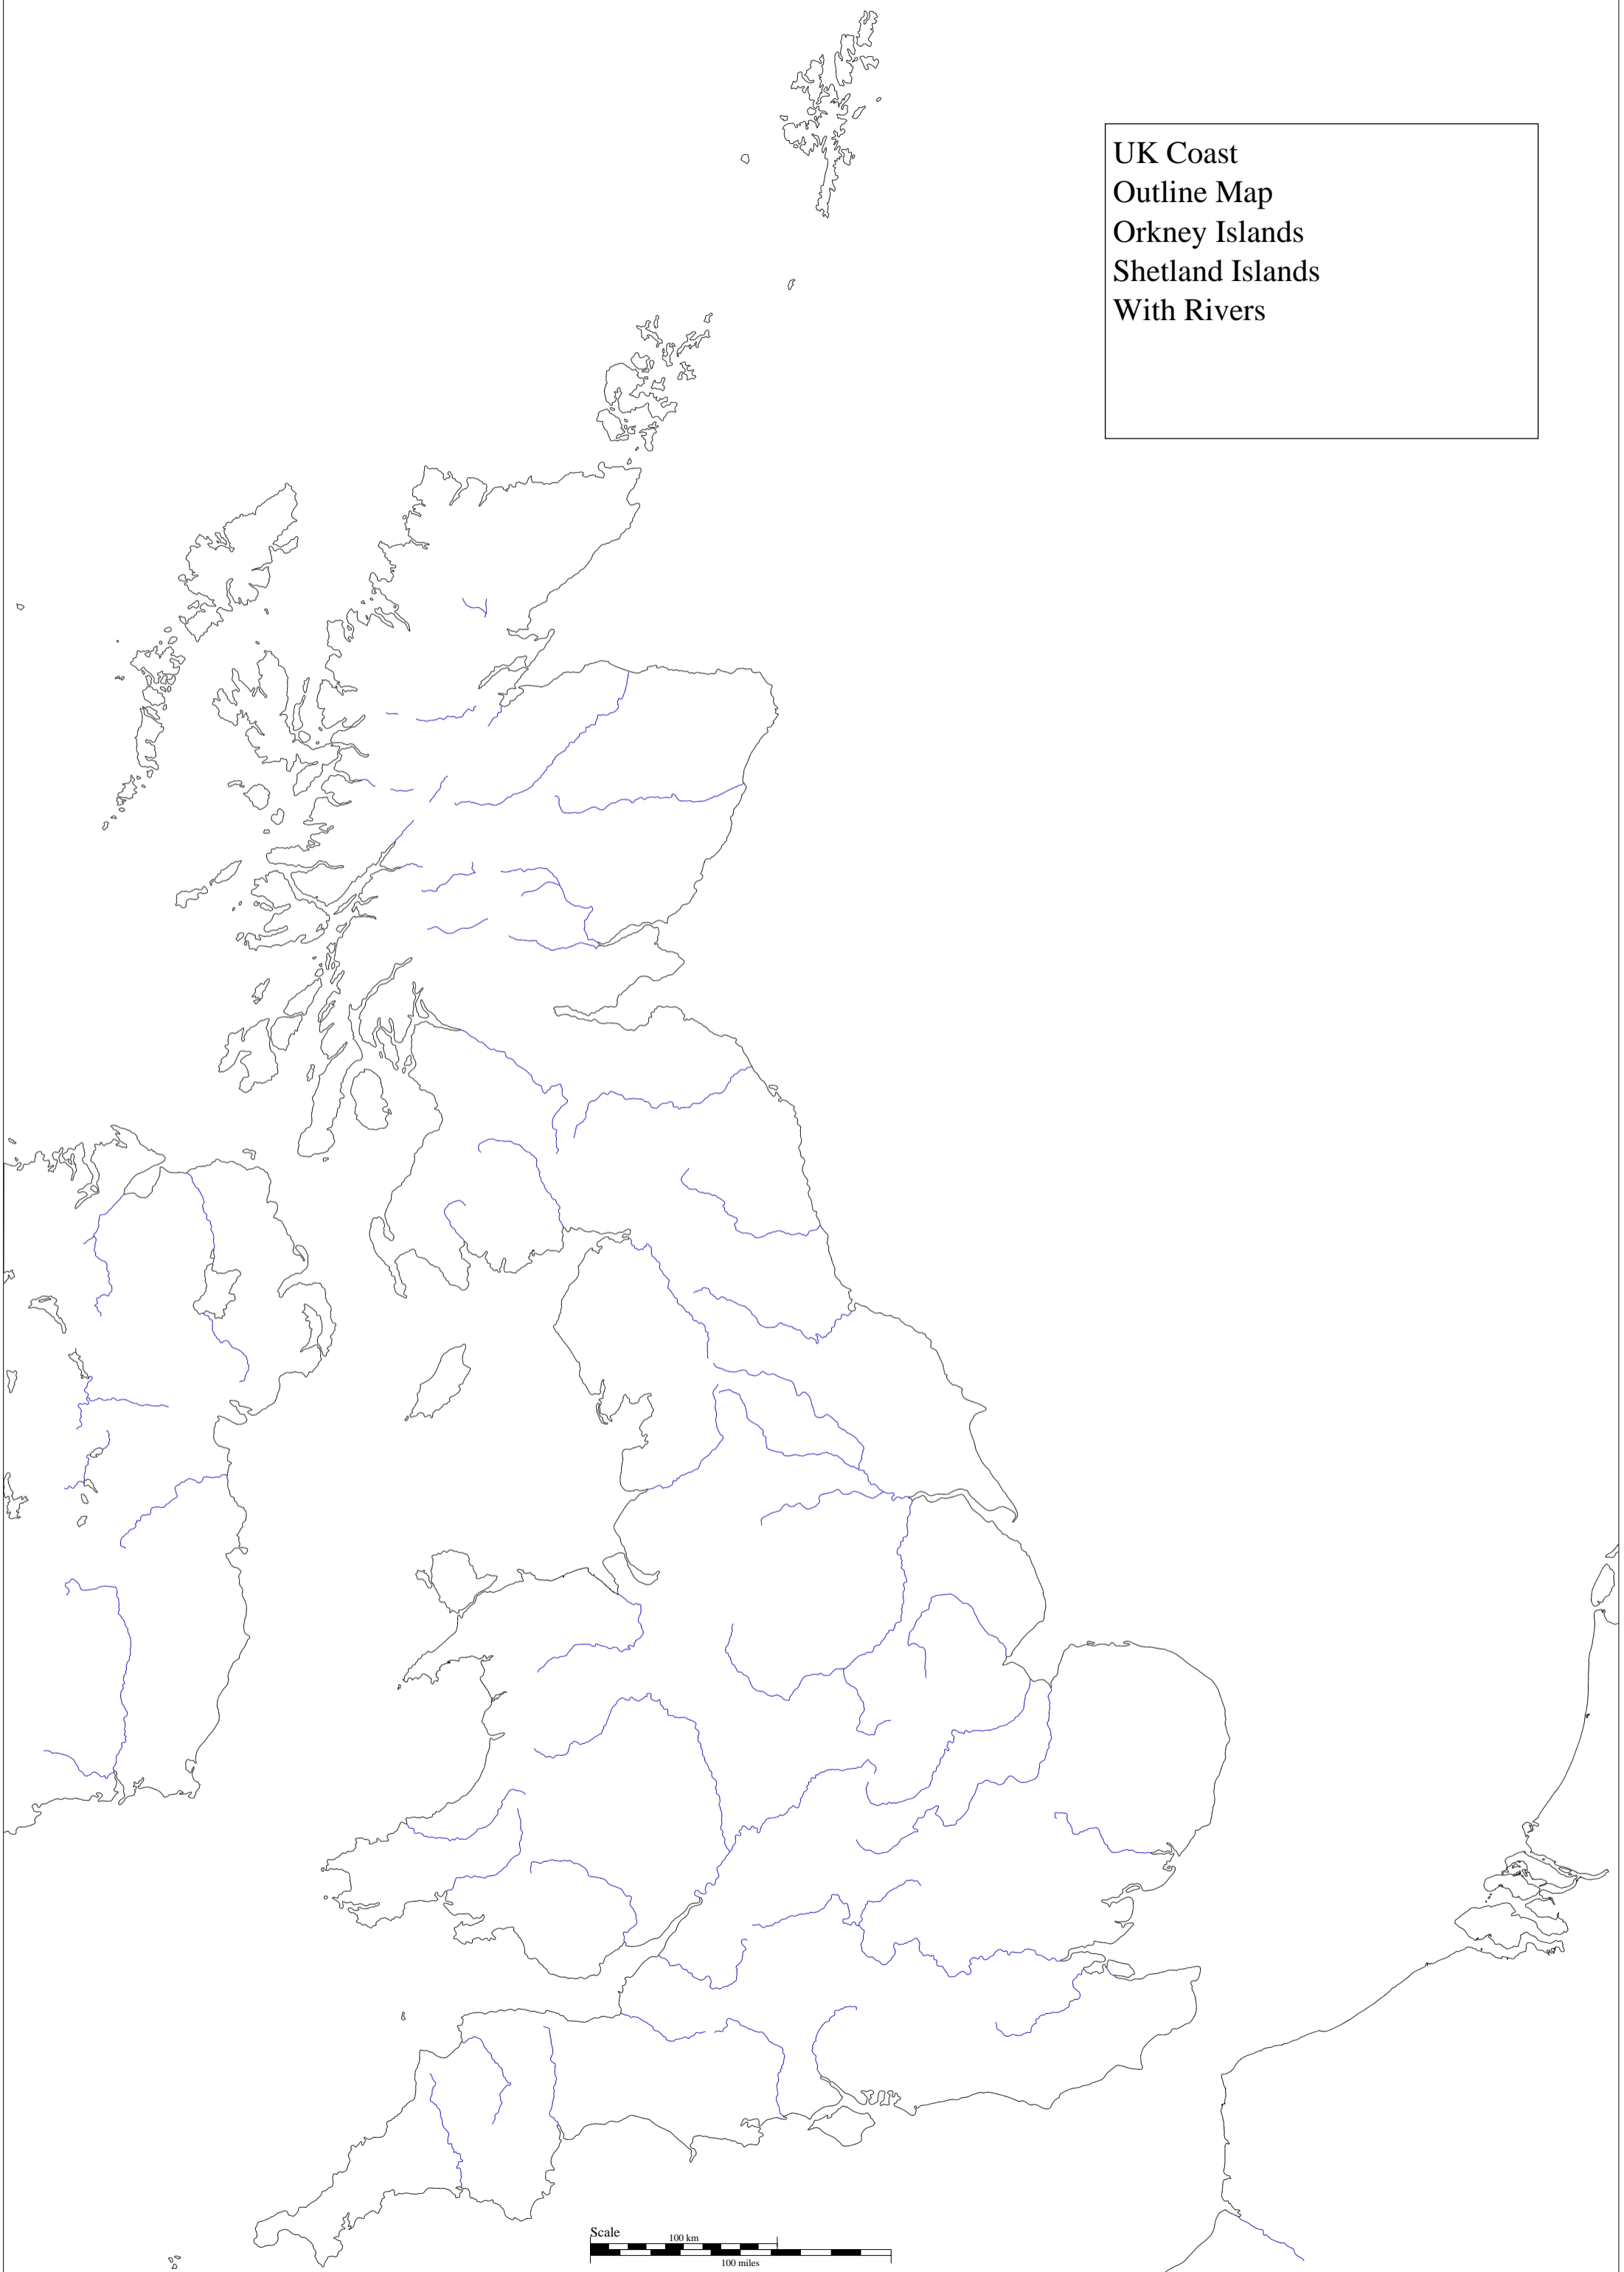 UK Coast
Outline Map
Orkney Islands
Shetland Islands
With Rivers
Scale
100 km
100 miles